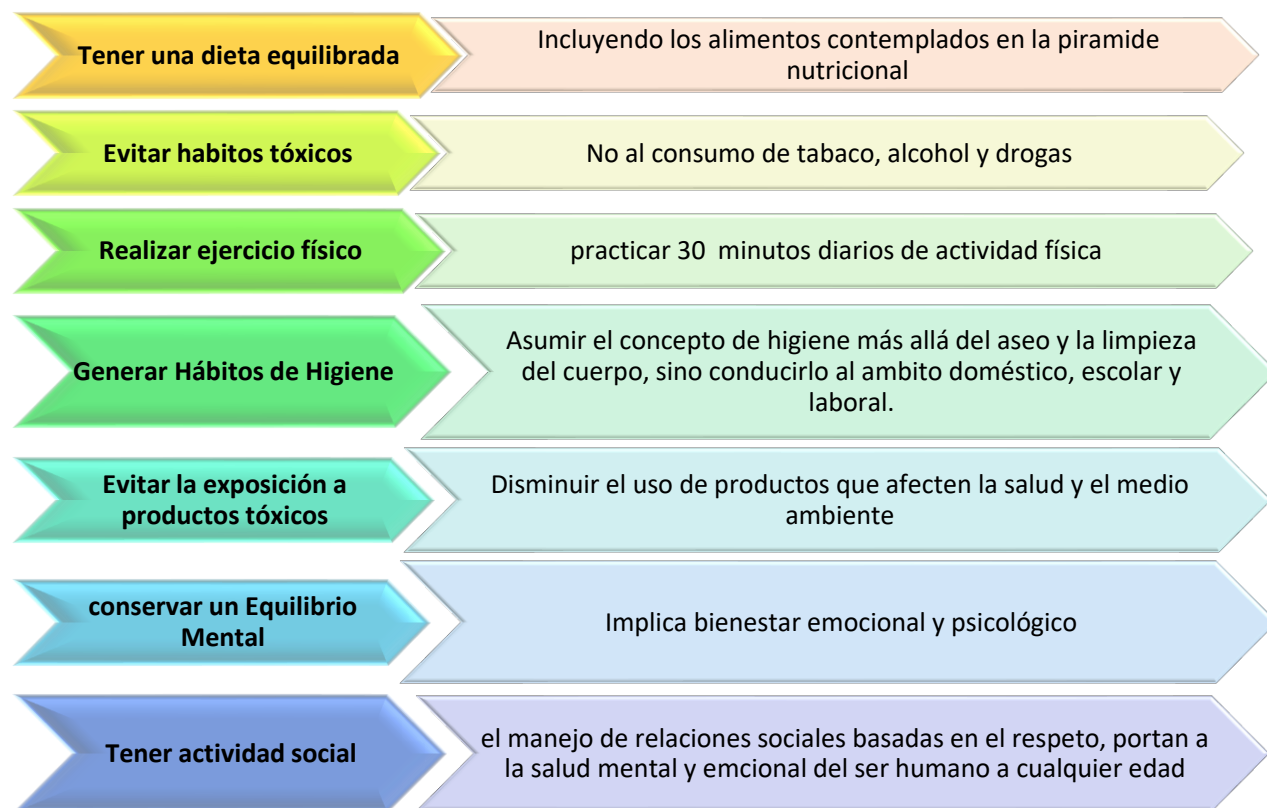 Tener una dieta equilibrada
Incluyendo los alimentos contemplados en la piramide
nutricional
Evitar habitos tóxicos
No al consumo de tabaco, alcohol y drogas
Realizar ejercicio físico
practicar 30 minutos diarios de actividad física
Generar Hábitos de Higiene
Asumir el concepto de higiene más allá del aseo y la limpieza
del cuerpo, sino conducirlo al ambito doméstico, escolar y
laboral.
Evitar la exposición a
productos tóxicos
Disminuir el uso de productos que afecten la salud y el medio
ambiente
conservar un Equilibrio
Mental
Implica bienestar emocional y psicológico
Tener actividad social
el manejo de relaciones sociales basadas en el respeto, portan a
la salud mental y emcional del ser humano a cualquier edad